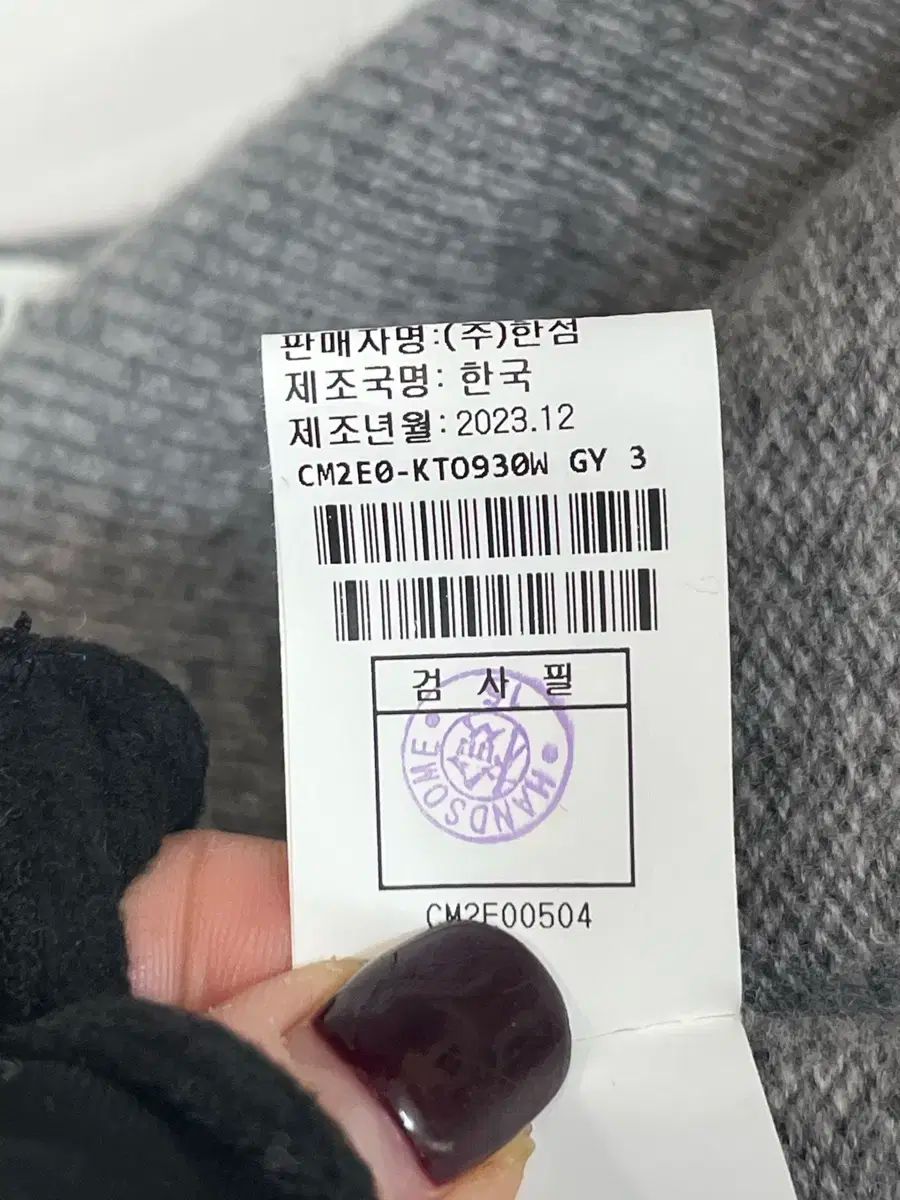 판매자명:(주)한섬
제조국명: 한국
제조년월:2023.12
CM2E0-KTO930W GY 3
검 사 필
HANDSOME
CM2E00504